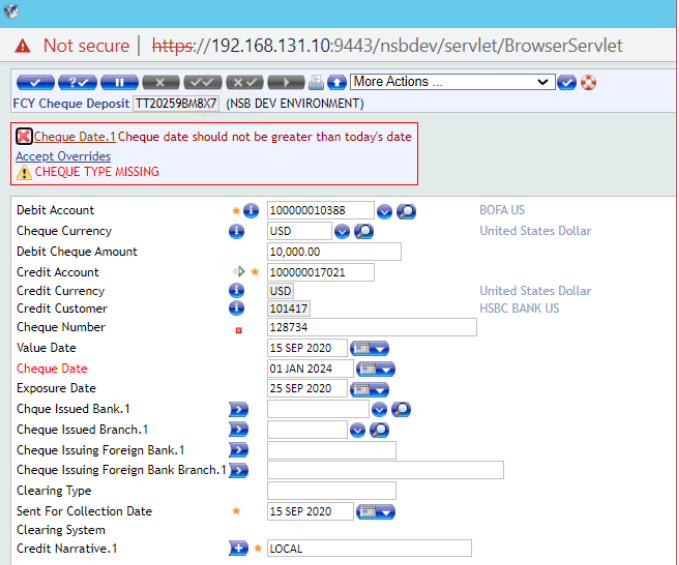 Not secure | https://192.168.131.10:9443/nsbdev/servlet/BrowserServlet
More Actions ...
FCY Cheque Deposit TT20259BM8X7 (NSB DEV ENVIRONMENT)
Cheque Date.1 Cheque date should not be greater than today's date
Accept Overrides
CHEQUE TYPE MISSING
Debit Account 100000010388 BOFA US
Cheque Currency USD United States Dollar
Debit Cheque Amount 10,000.00
Credit Account 100000017021
Credit Currency USD United States Dollar
Credit Customer 101417 HSBC BANK US
Cheque Number 128734
Value Date 15 SEP 2020
Cheque Date 01 JAN 2024
Exposure Date 25 SEP 2020
Chque Issued Bank.1
Cheque Issued Branch.1
Cheque Issuing Foreign Bank.1
Cheque Issuing Foreign Bank Branch.1
Clearing Type
Sent For Collection Date 15 SEP 2020
Clearing System
Credit Narrative.1 LOCAL